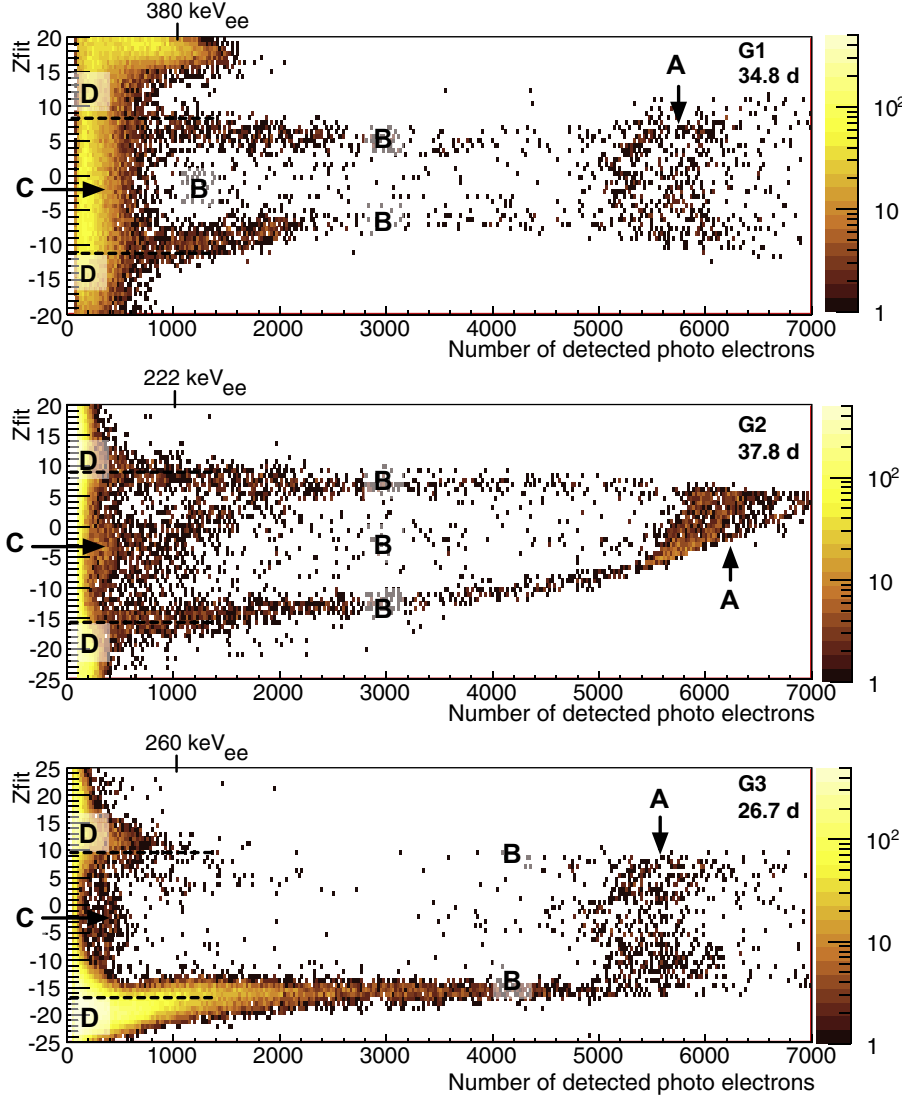 380 keVee
Zfit
20
15
10
5
0
-5
-10
-15
-20
D
C
D
B
B
B
A
G1
34.8 d
10²
10
1
0 1000 2000 3000 4000 5000 6000 7000
Number of detected photo electrons
222 keVee
Zfit
20
15
10
5
0
-5
-10
-15
-20
-25
D
C
D
B
B
B
A
G2
37.8 d
10²
10
1
0 1000 2000 3000 4000 5000 6000 7000
Number of detected photo electrons
260 keVee
Zfit
25
20
15
10
5
0
-5
-10
-15
-20
-25
D
C
D
B
B
A
G3
26.7 d
10²
10
1
0 1000 2000 3000 4000 5000 6000 7000
Number of detected photo electrons